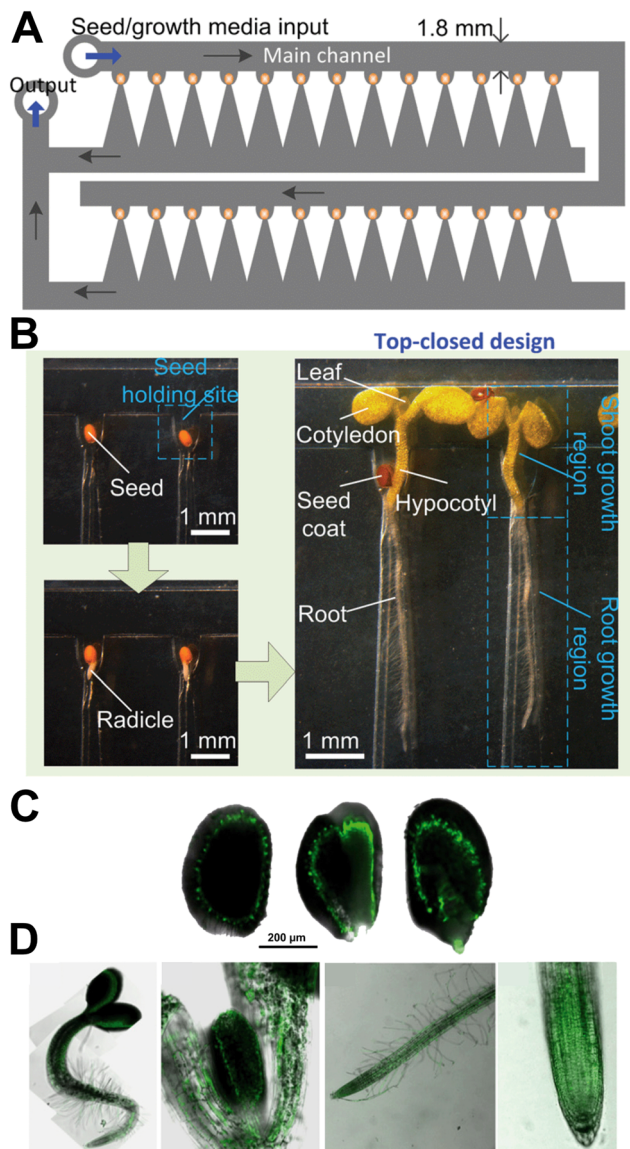 A
Seed/growth media input
1.8 mm
Main channel
Output
B
Top-closed design
Seed
holding site
Seed
1 mm
Radicle
1 mm
Leaf
Cotyledon
Seed
coat
Hypocotyl
Root
Shoot growth
region
Root growth
region
1 mm
C
200 µm
D